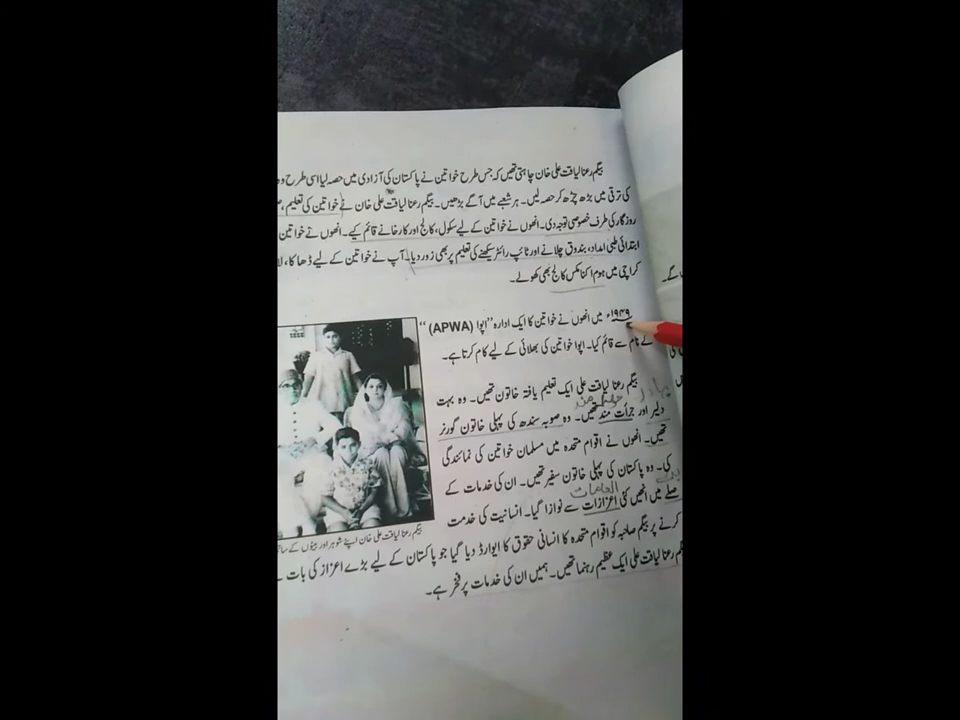 بیگم رعنا لیاقت علی خان چاہتی تھیں کہ جس طرح خواتین نے پاکستان کی آزادی میں حصہ لیا اسی طرح وہ
کی ترقی میں بڑھ چڑھ کر حصہ لیں۔ ہر شعبے میں آگے بڑھیں۔ بیگم رعنا لیاقت علی خان نے خواتین کی تعلیم،
روزگار کی طرف خصوصی توجہ دی۔ انھوں نے خواتین کے لیے سکول، کالج اور کارخانے قائم کیے۔ انھوں نے خواتین
ابتدائی طبی امداد، بندوق چلانے اور ٹائپ رائٹر سیکھنے کی تعلیم پر بھی زور دیا۔ آپ نے خواتین کے لیے ڈھاکا،
کراچی میں ہوم اکنامکس کالج بھی کھولے۔
۱۹۴۹ء میں انھوں نے خواتین کا ایک ادارہ "اپوا (APWA)"
کے نام سے قائم کیا۔ اپوا خواتین کی بھلائی کے لیے کام کرتا ہے۔
بیگم رعنا لیاقت علی ایک تعلیم یافتہ خاتون تھیں۔ وہ بہت
دلیر اور جرأت مند تھیں۔ وہ صوبہ سندھ کی پہلی خاتون گورنر
تھیں۔ انھوں نے اقوام متحدہ میں مسلمان خواتین کی نمائندگی
کی۔ وہ پاکستان کی پہلی خاتون سفیر تھیں۔ ان کی خدمات کے
انعامات
صلے میں انھیں کئی اعزازات سے نوازا گیا۔ انسانیت کی خدمت
کرنے پر بیگم صاحبہ کو اقوام متحدہ کا انسانی حقوق کا ایوارڈ دیا گیا جو پاکستان کے لیے بڑے اعزاز کی بات
بیگم رعنا لیاقت علی ایک عظیم رہنما تھیں۔ ہمیں ان کی خدمات پر فخر ہے۔
بیگم رعنا لیاقت علی خان اپنے شوہر اور بیٹوں کے ساتھ